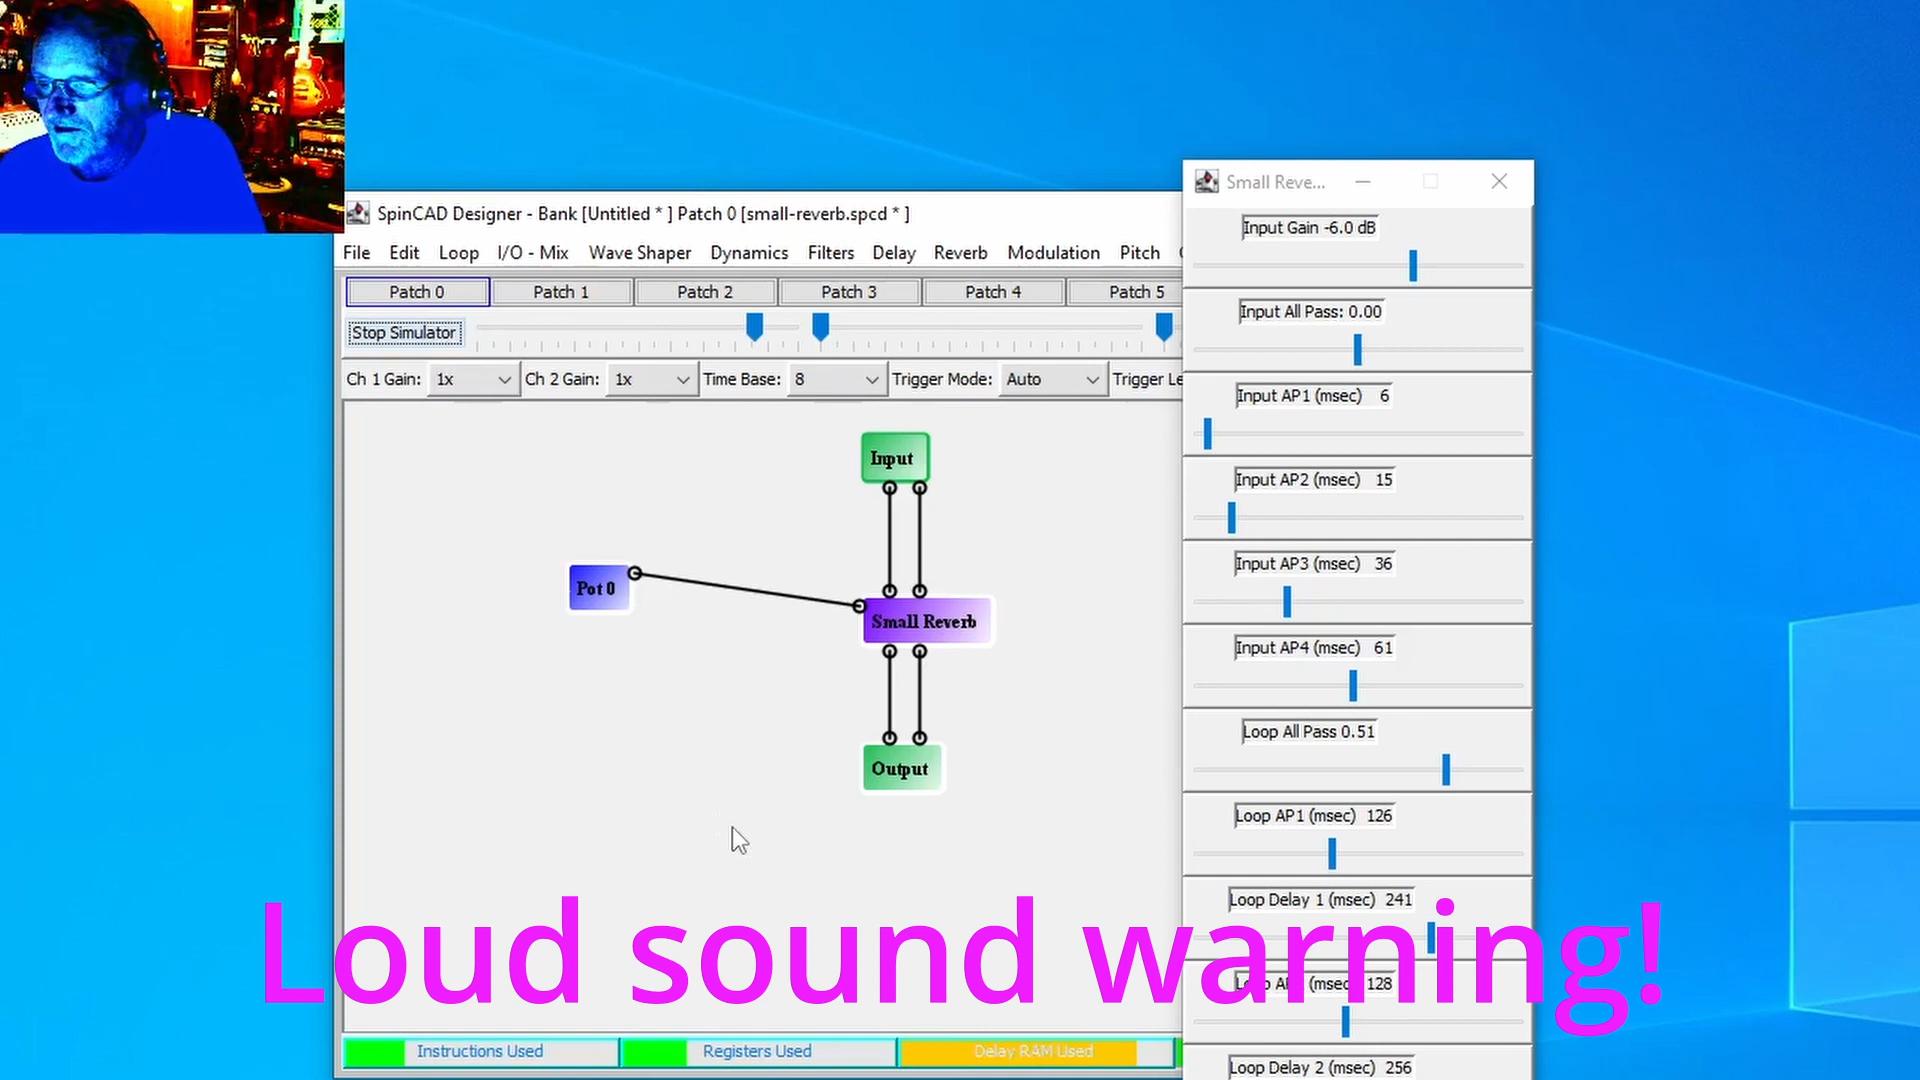 Small Reve...
Input Gain -6.0 dB
SpinCAD Designer - Bank [Untitled * ] Patch 0 [small-reverb.spcd * ]
File Edit Loop I/O - Mix Wave Shaper Dynamics Filters Delay Reverb Modulation Pitch
Patch 0 Patch 1 Patch 2 Patch 3 Patch 4 Patch 5
Stop Simulator
Ch 1 Gain: 1x Ch 2 Gain: 1x Time Base: 8 Trigger Mode: Auto Trigger Le
Input
Pot 0
Small Reverb
Output
Input All Pass: 0.00
Input AP1 (msec) 6
Input AP2 (msec) 15
Input AP3 (msec) 36
Input AP4 (msec) 61
Loop All Pass 0.51
Loop AP1 (msec) 126
Loop Delay 1 (msec) 241
128
Loop Delay 2 (msec) 256
Loud sound warning!
Instructions Used Registers Used Delay RAM Used